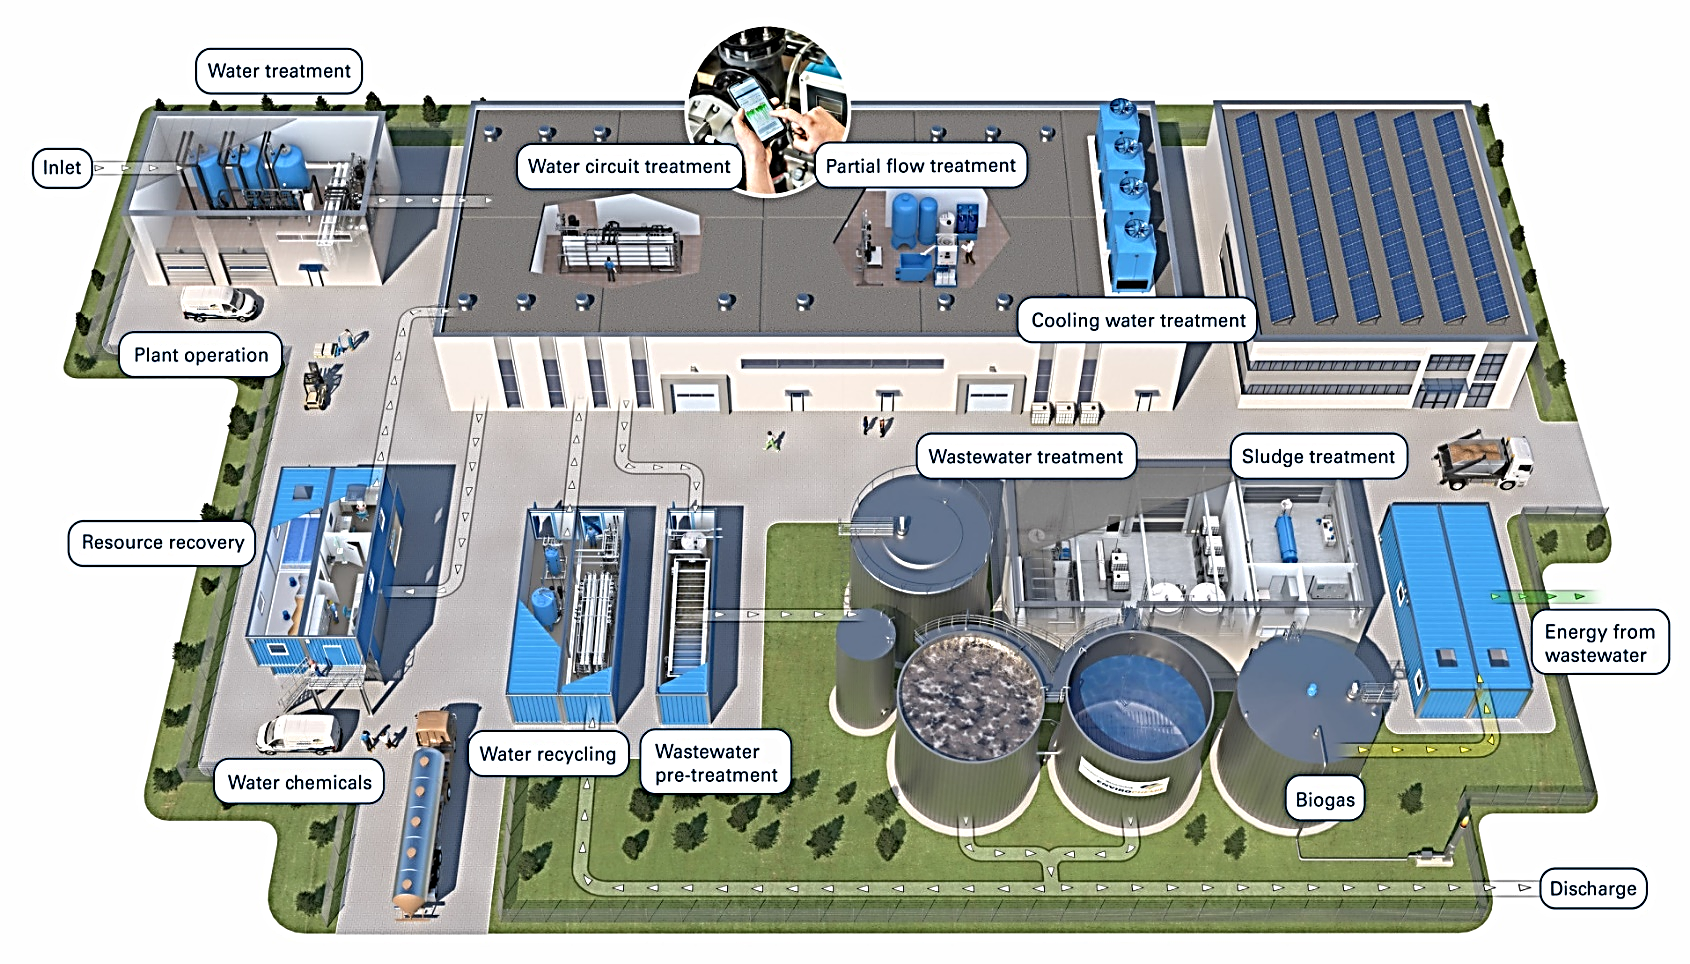 Water treatment
Inlet
Water circuit treatment
Partial flow treatment
Plant operation
Cooling water treatment
Wastewater treatment
Sludge treatment
Resource recovery
Energy from
wastewater
Water recycling
Wastewater
pre-treatment
Water chemicals
Biogas
Discharge